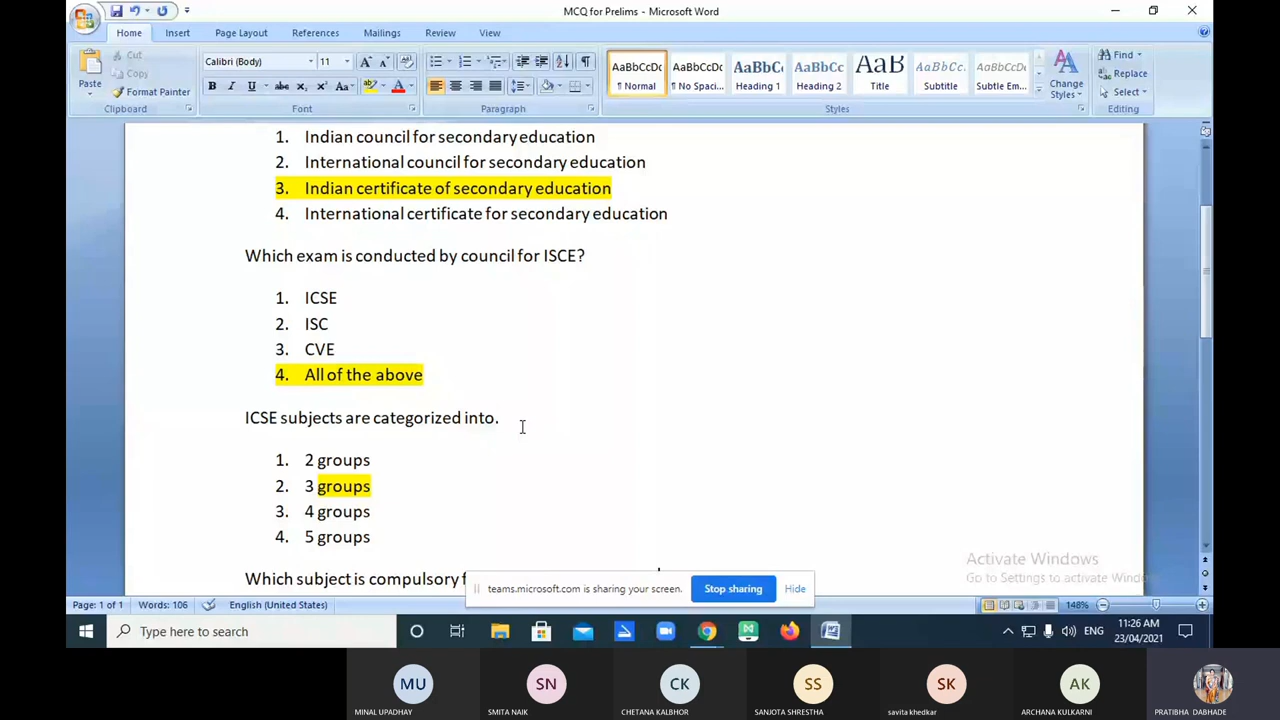 MCQ for Prelims - Microsoft Word
Home Insert Page Layout References Mailings Review View
Paste
Cut
Copy
Format Painter
Clipboard
Calibri (Body) 11
Font
Paragraph
AaBbCcDc AaBbCcDc AaBbC AaBbCc AaB AaBbCc. AaBbCcDc
¶ Normal ¶ No Spaci... Heading 1 Heading 2 Title Subtitle Subtle Em...
Change Styles
Styles
Find
Replace
Select
Editing
1. Indian council for secondary education
2. International council for secondary education
3. Indian certificate of secondary education
4. International certificate for secondary education
Which exam is conducted by council for ISCE?
1. ICSE
2. ISC
3. CVE
4. All of the above
ICSE subjects are categorized into.
1. 2 groups
2. 3 groups
3. 4 groups
4. 5 groups
Which subject is compulsory
Activate Windows
Go to Settings to activate
teams.microsoft.com is sharing your screen. Stop sharing Hide
Page: 1 of 1 Words: 106 English (United States) 148%
Type here to search
ENG
11:26 AM
23/04/2021
MU SN CK SS SK AK
MINAL UPADHAY SMITA NAIK CHETANA KALBHOR SANJOTA SHRESTHA savita khedkar ARCHANA KULKARNI PRATIBHA DABHADE